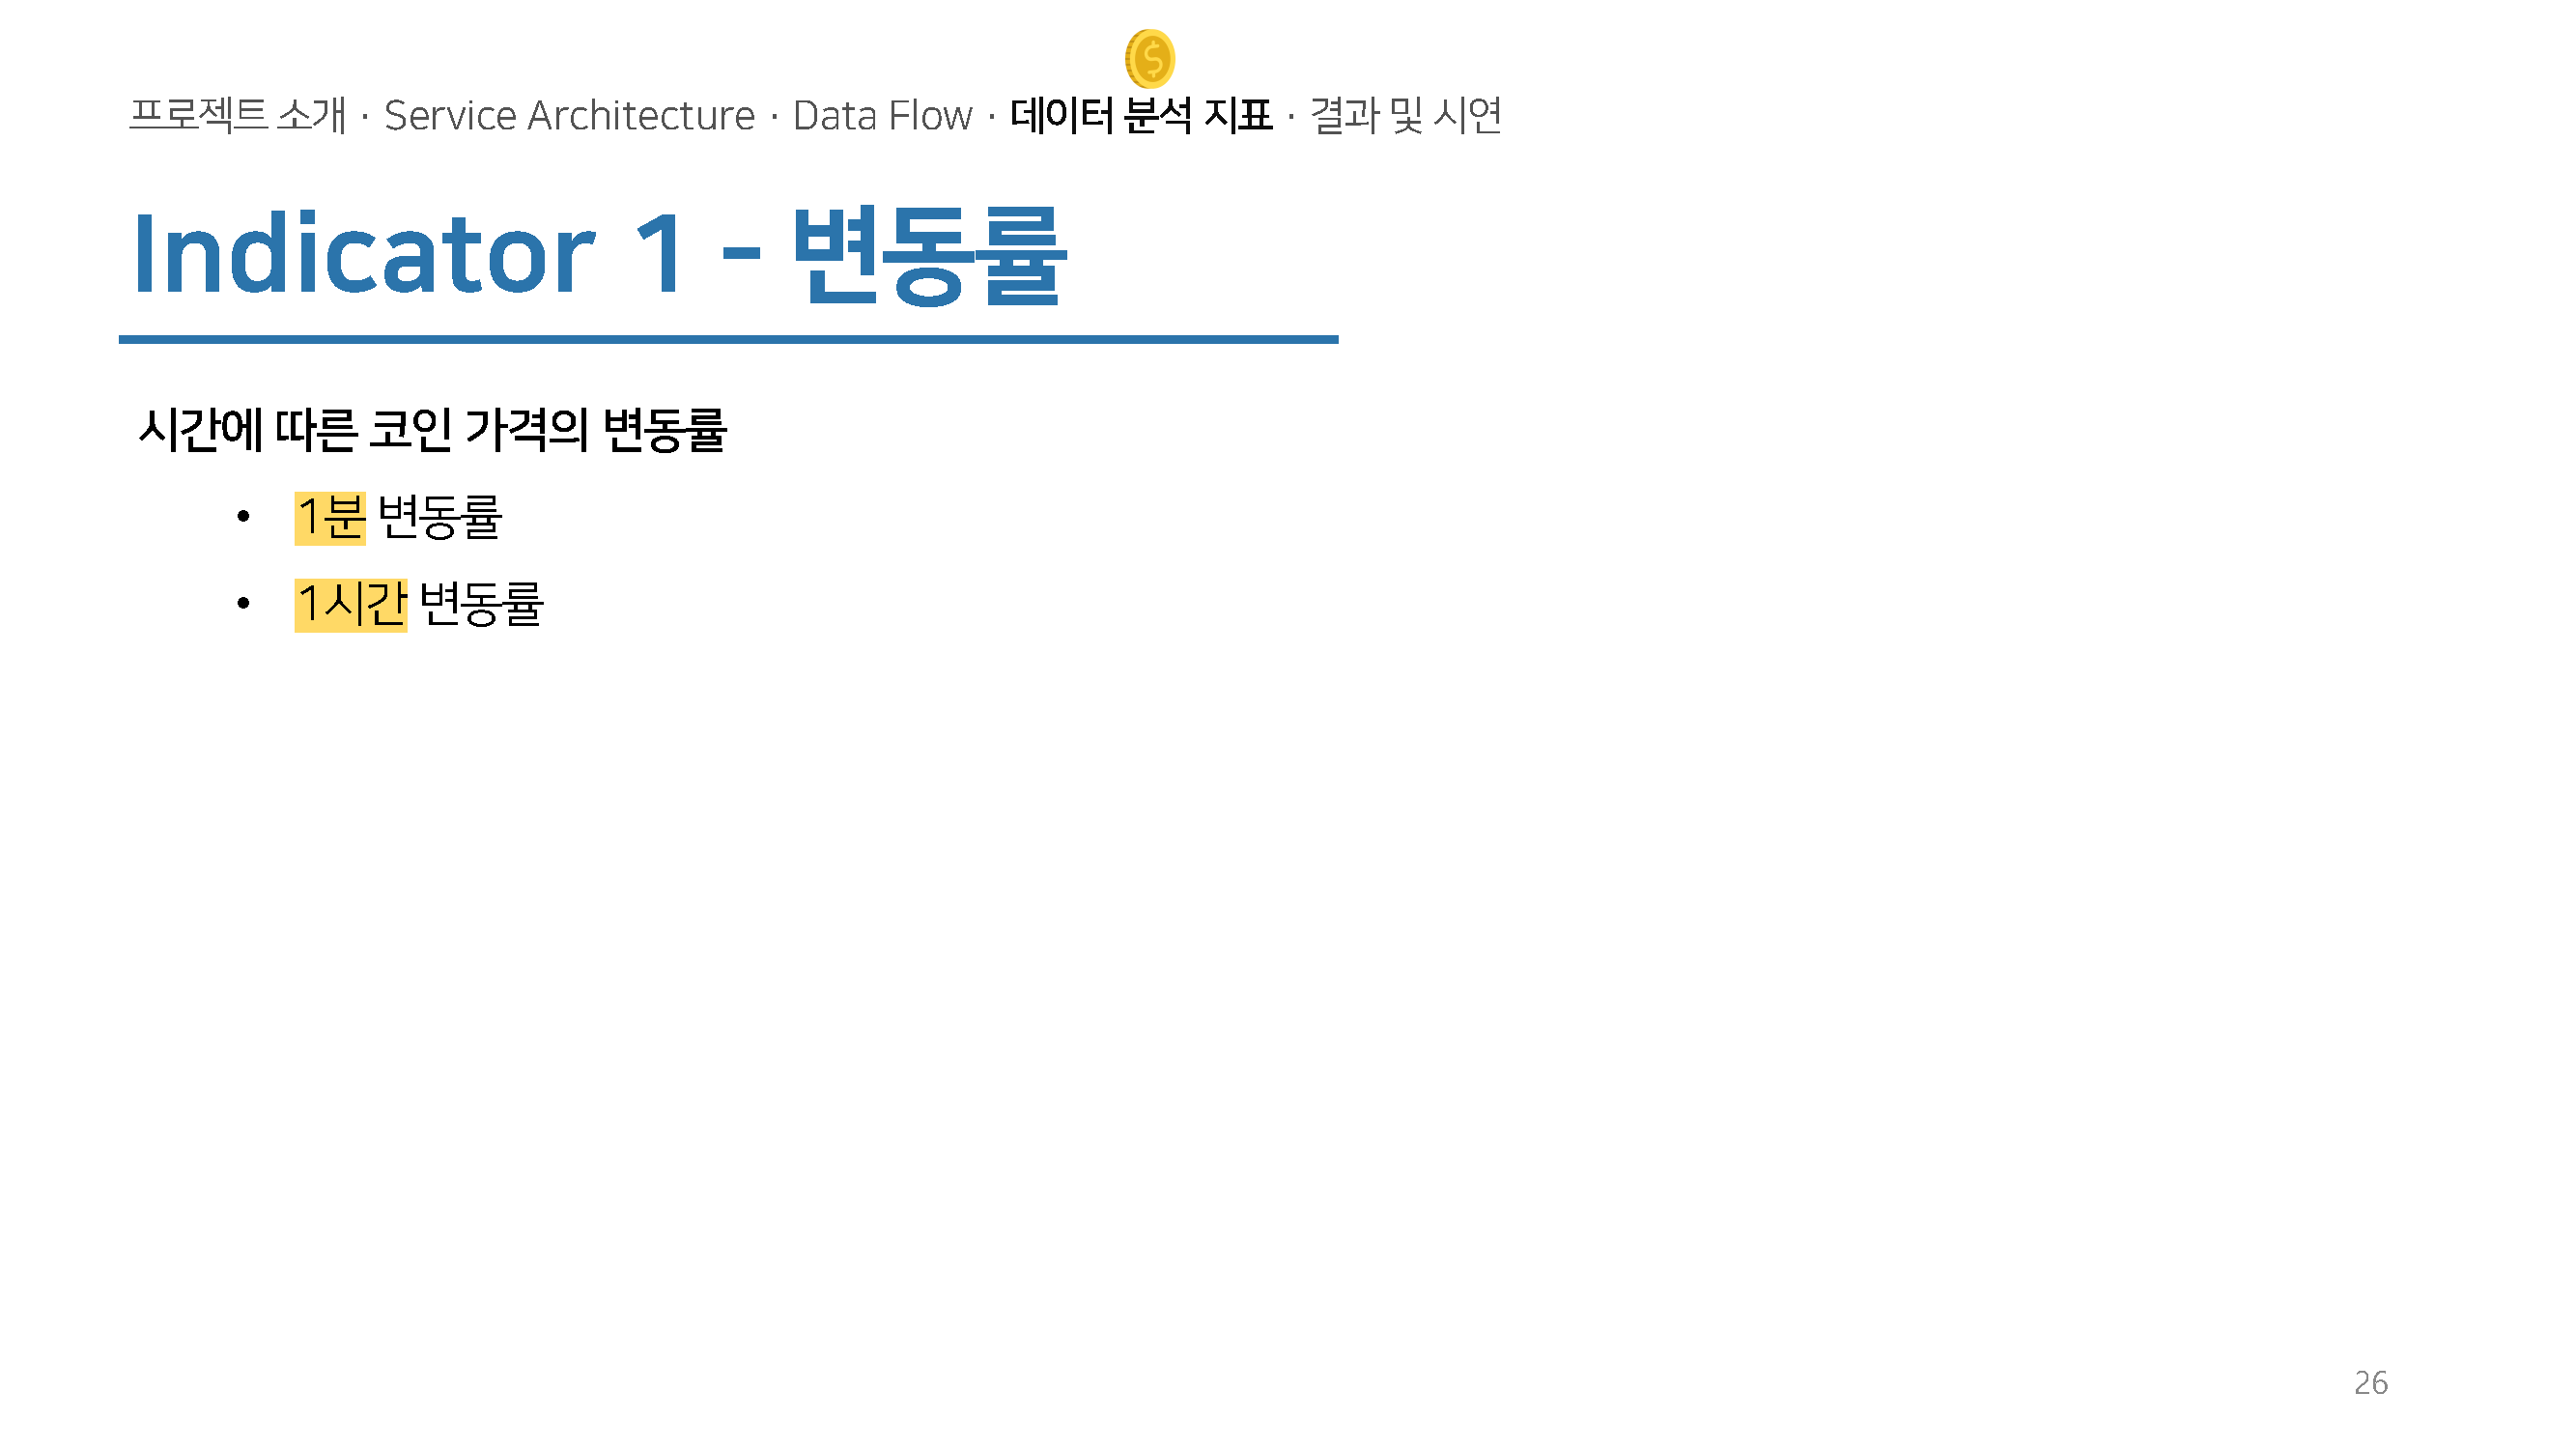 프로젝트 소개 · Service Architecture · Data Flow · 데이터 분석 지표 · 결과 및 시연
Indicator 1 - 변동률
시간에 따른 코인 가격의 변동률
• 1분 변동률
• 1시간 변동률
26